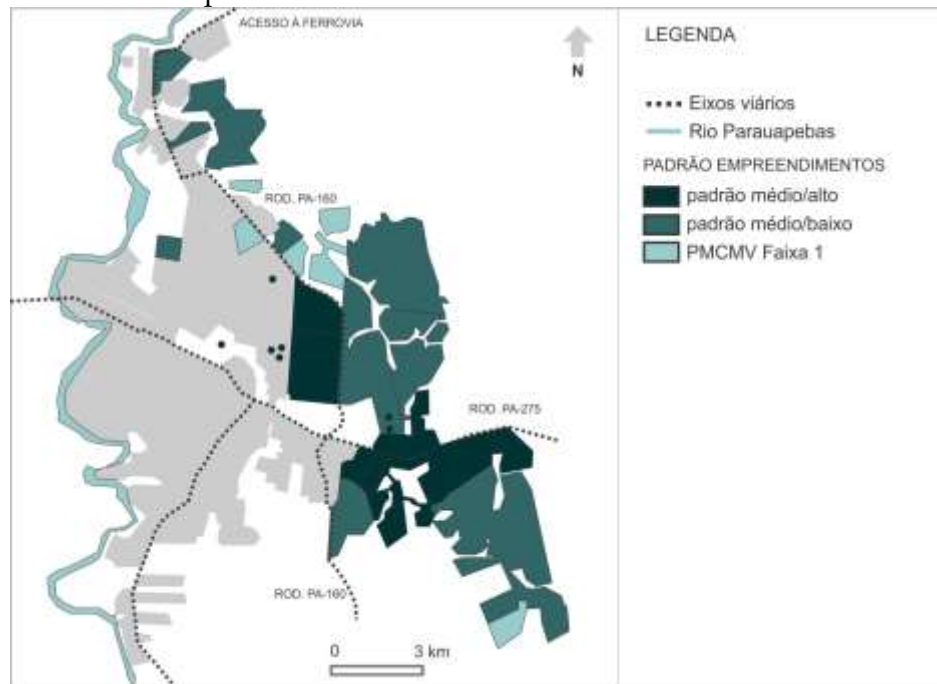 ACESSO À FERROVIA
N
ROD. PA-160
ROD. PA-275
ROD. PA-160
0 3 km
LEGENDA
Eixos viários
Rio Parauapebas
PADRÃO EMPREENDIMENTOS
padrão médio/alto
padrão médio/baixo
PMCMV Faixa 1